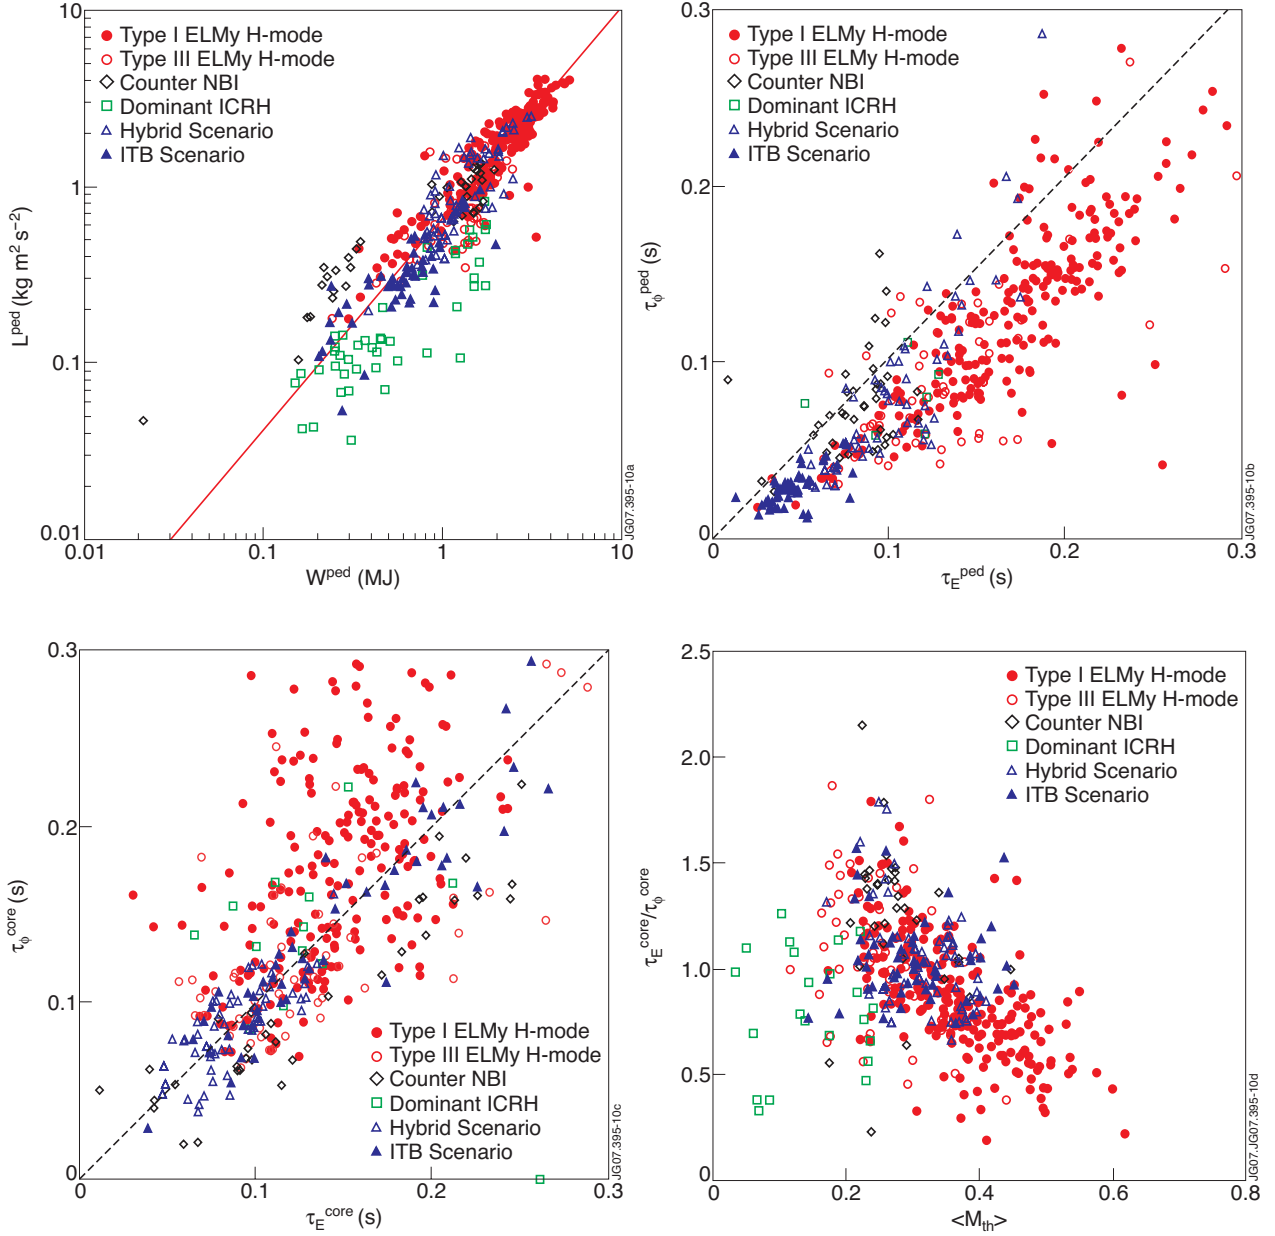 10
Type I ELMy H-mode
Type III ELMy H-mode
Counter NBI
Dominant ICRH
Hybrid Scenario
ITB Scenario
1
0.1
0.01
L^ped (kg m² s⁻²)
0.01
0.1
1
10
W^ped (MJ)
JG07.395-10a
0.3
Type I ELMy H-mode
Type III ELMy H-mode
Counter NBI
Dominant ICRH
Hybrid Scenario
ITB Scenario
0.2
0.1
0
τ_ϕ^ped (s)
0
0.1
0.2
0.3
τ_E^ped (s)
JG07.395-10b
0.3
0.2
0.1
0
τ_ϕ^core (s)
Type I ELMy H-mode
Type III ELMy H-mode
Counter NBI
Dominant ICRH
Hybrid Scenario
ITB Scenario
0.1
0.2
0.3
τ_E^core (s)
JG07.395-10c
2.5
Type I ELMy H-mode
Type III ELMy H-mode
Counter NBI
Dominant ICRH
Hybrid Scenario
ITB Scenario
2.0
1.5
1.0
0.5
0
τ_E^core/τ_ϕ^core
0
0.2
0.4
0.6
0.8
<M_th>
JG07.JG07.395-10d